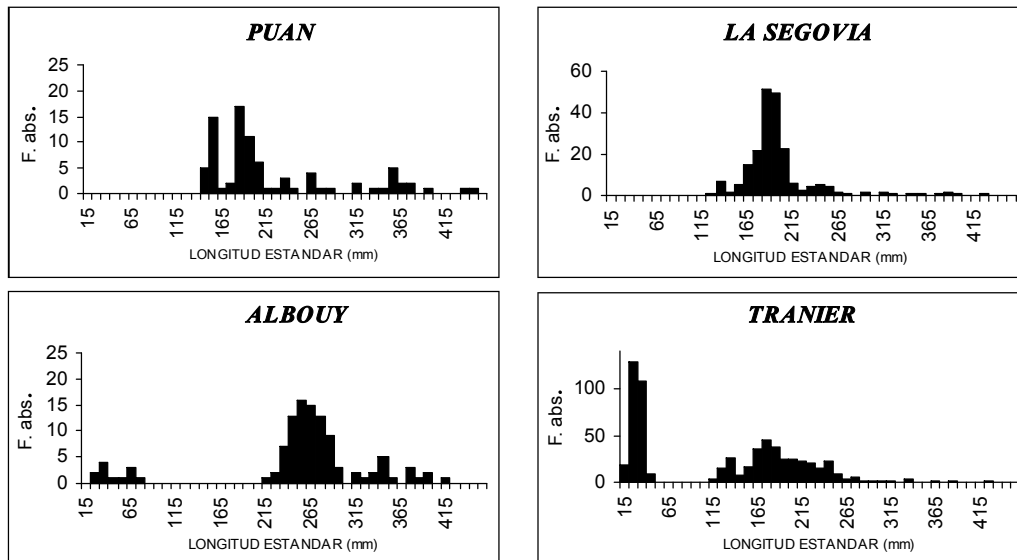 PUAN
25
20
15
10
5
0
F. abs.
15 65 115 165 215 265 315 365 415
LONGITUD ESTANDAR (mm)
LA SEGOVIA
60
40
20
0
F. abs.
15 65 115 165 215 265 315 365 415
LONGITUD ESTANDAR (mm)
ALBOUY
25
20
15
10
5
0
F. abs.
15 65 115 165 215 265 315 365 415
LONGITUD ESTANDAR (mm)
TRANIER
100
50
0
F. abs.
15 65 115 165 215 265 315 365 415
LONGITUD ESTANDAR (mm)